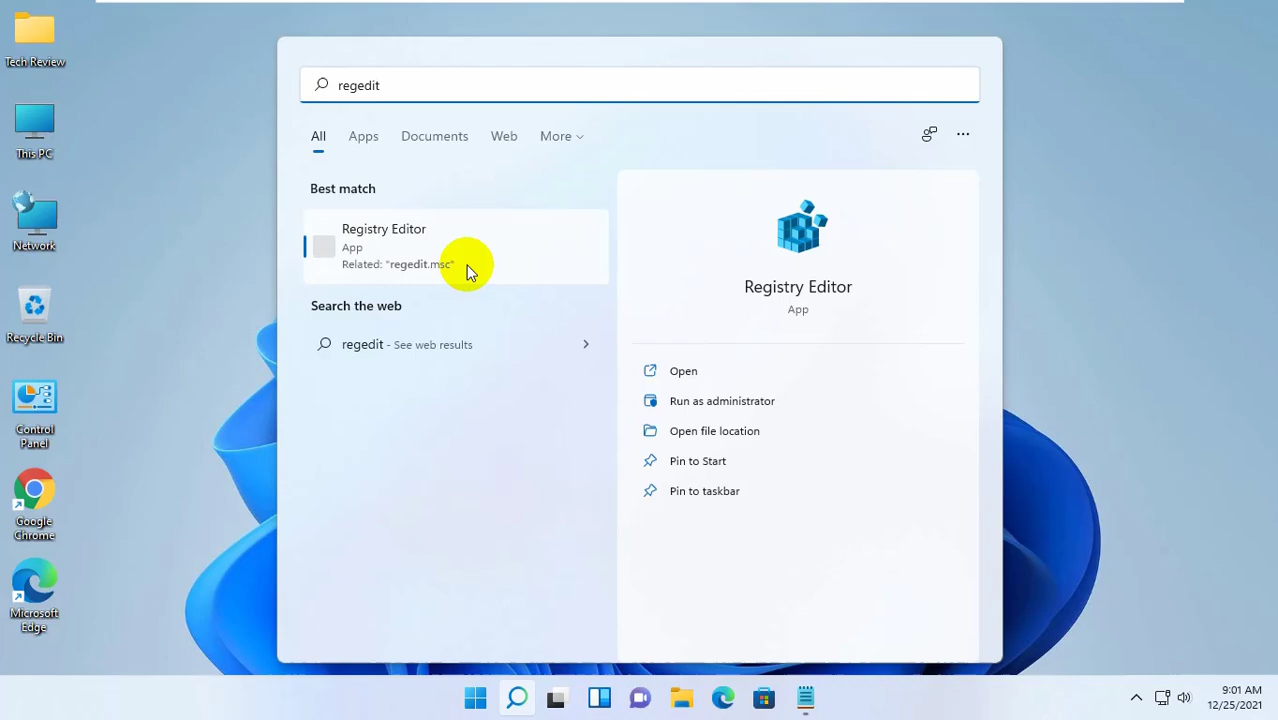 Tech Review
This PC
Network
Recycle Bin
Control
Panel
Google
Chrome
Microsoft
Edge
regedit
All Apps Documents Web More
Best match
Registry Editor
App
Related: "regedit.msc"
Search the web
regedit - See web results
Registry Editor
App
Open
Run as administrator
Open file location
Pin to Start
Pin to taskbar
9:01 AM
12/25/2021